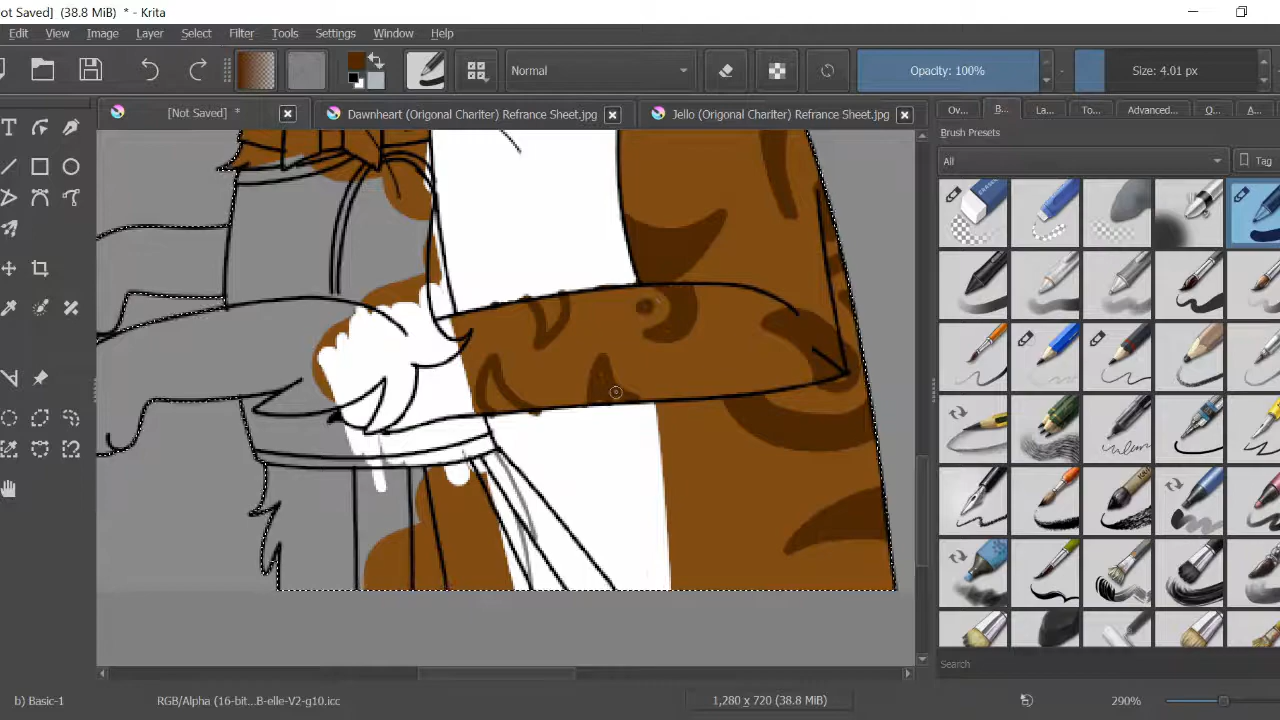 ot Saved] (38.8 MiB) * - Krita
Edit View Image Layer Select Filter Tools Settings Window Help
Normal Opacity: 100% Size: 4.01 px
[Not Saved] * Dawnheart (Origonal Chariter) Refrance Sheet.jpg Jello (Origonal Chariter) Refrance Sheet.jpg Ov... B... La... To... Advanced... Q... A...
Brush Presets
All Tag
Search
b) Basic-1 RGB/Alpha (16-bit...B-elle-V2-g10.icc 1,280 x 720 (38.8 MiB) 290%